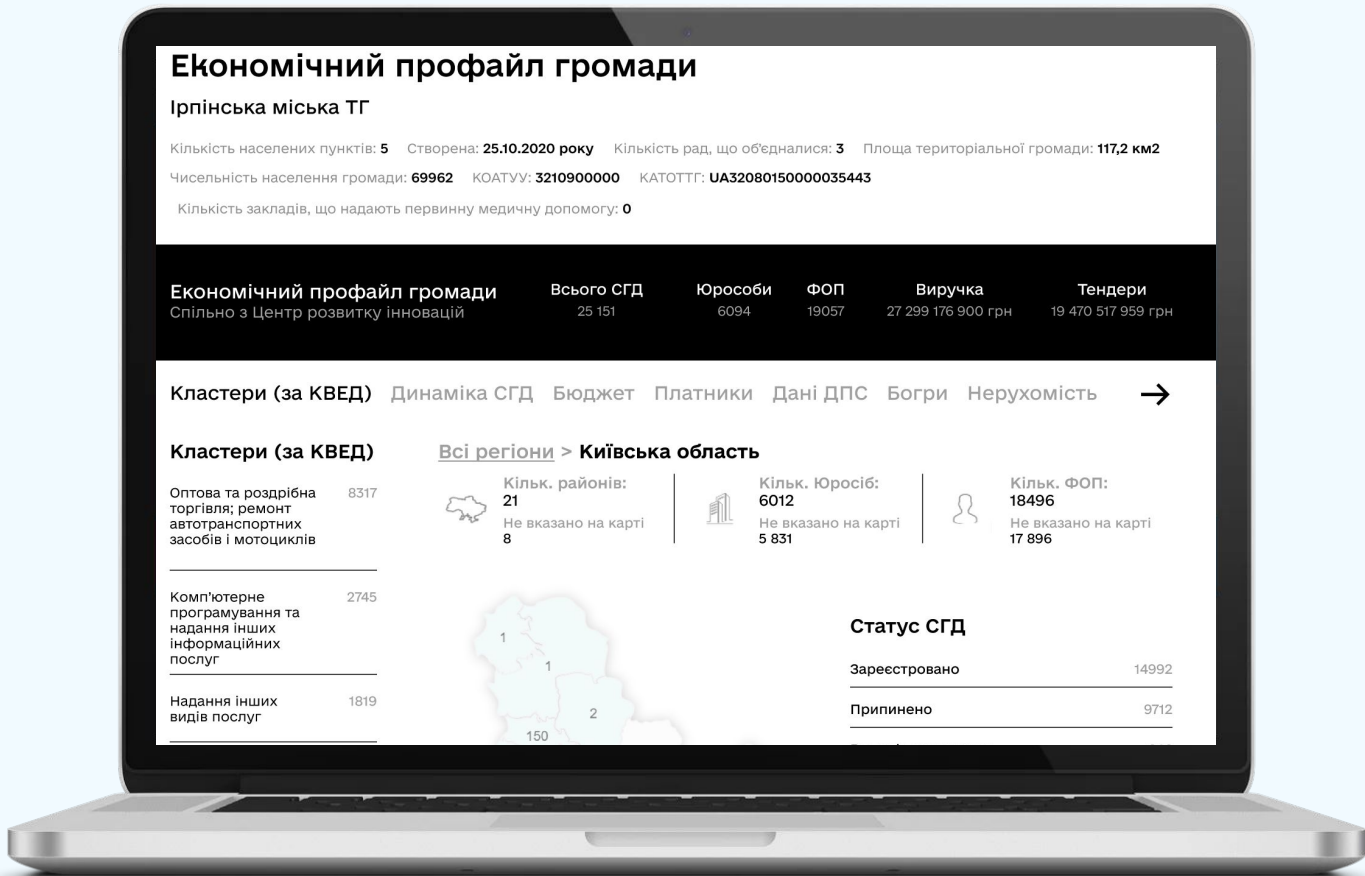 Економічний профайл громади
Ірпінська міська ТГ
Кількість населених пунктів: 5 Створена: 25.10.2020 року Кількість рад, що об'єдналися: 3 Площа територіальної громади: 117,2 км2
Чисельність населення громади: 69962 КОАТУУ: 3210900000 КАТОТТГ: UA32080150000035443
Кількість закладів, що надають первинну медичну допомогу: 0
Економічний профайл громади
Спільно з Центр розвитку інновацій
Всього СГД
25 151
Юрособи
6094
ФОП
19057
Виручка
27 299 176 900 грн
Тендери
19 470 517 959 грн
Кластери (за КВЕД) Динаміка СГД Бюджет Платники Дані ДПС Богри Нерухомість →
Кластери (за КВЕД)
Оптова та роздрібна 8317
торгівля; ремонт
автотранспортних
засобів і мотоциклів
Комп'ютерне 2745
програмування та
надання інших
інформаційних
послуг
Надання інших 1819
видів послуг
Всі регіони > Київська область
Кільк. районів:
21
Не вказано на карті
8
Кільк. Юросіб:
6012
Не вказано на карті
5 831
Кільк. ФОП:
18496
Не вказано на карті
17 896
1
1
2
150
Статус СГД
Зареєстровано 14992
Припинено 9712